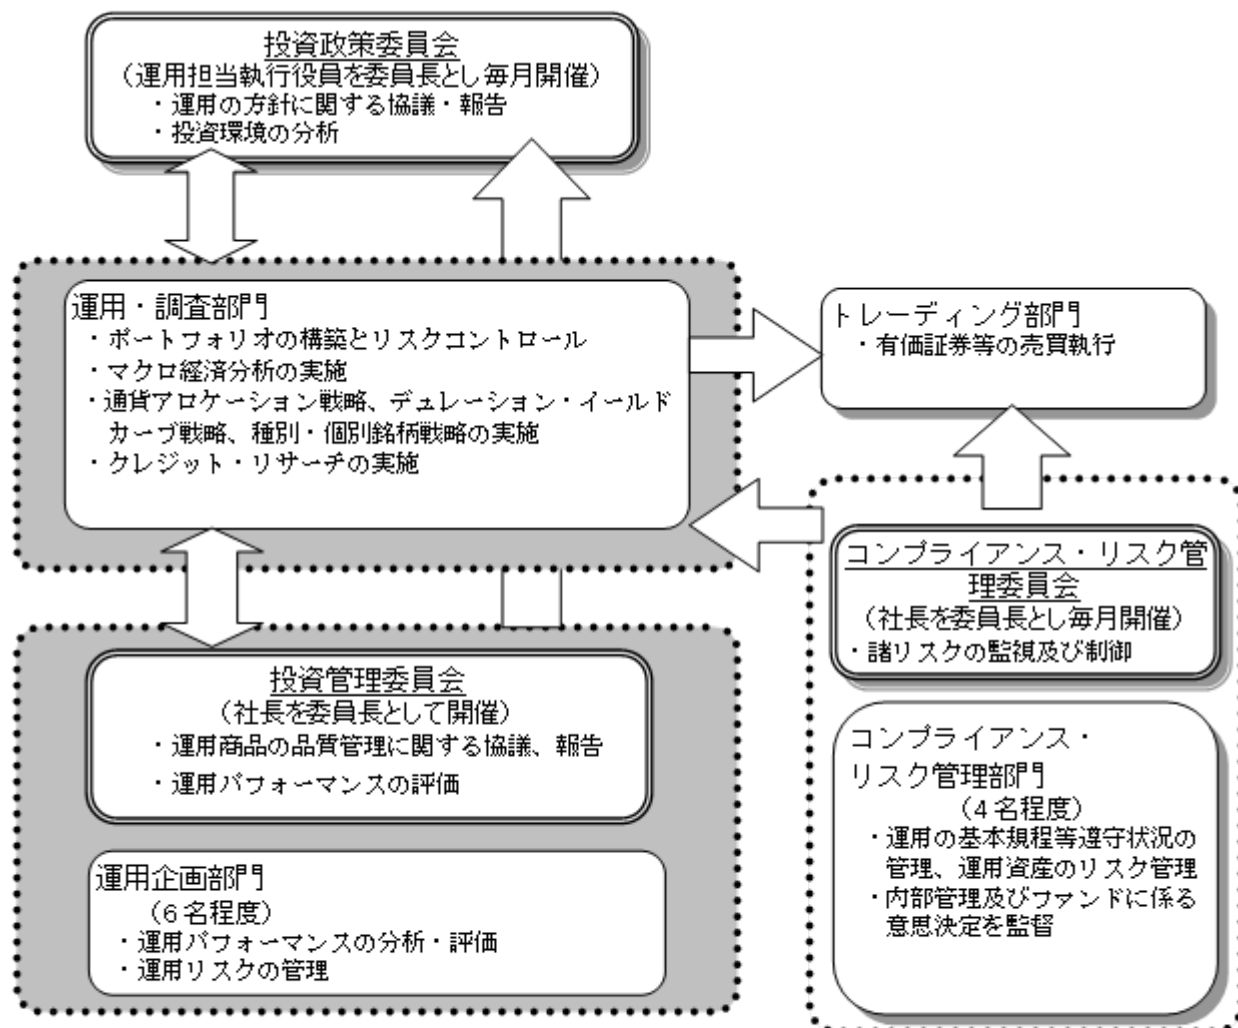 投資政策委員会
（運用担当執行役員を委員長とし毎月開催）
・運用の方針に関する協議・報告
・投資環境の分析
運用・調査部門
・ポートフォリオの構築とリスクコントロール
・マクロ経済分析の実施
・通貨アロケーション戦略、デュレーション・イールド
カーブ戦略、種別・個別銘柄戦略の実施
・クレジット・リサーチの実施
トレーディング部門
・有価証券等の売買執行
コンプライアンス・リスク管
理委員会
（社長を委員長とし毎月開催）
・諸リスクの監視及び制御
投資管理委員会
（社長を委員長として開催）
・運用商品の品質管理に関する協議、報告
・運用パフォーマンスの評価
コンプライアンス・
リスク管理部門
（4名程度）
・運用の基本規程等遵守状況の
管理、運用資産のリスク管理
・内部管理及びファンドに係る
意思決定を監督
運用企画部門
（6名程度）
・運用パフォーマンスの分析・評価
・運用リスクの管理